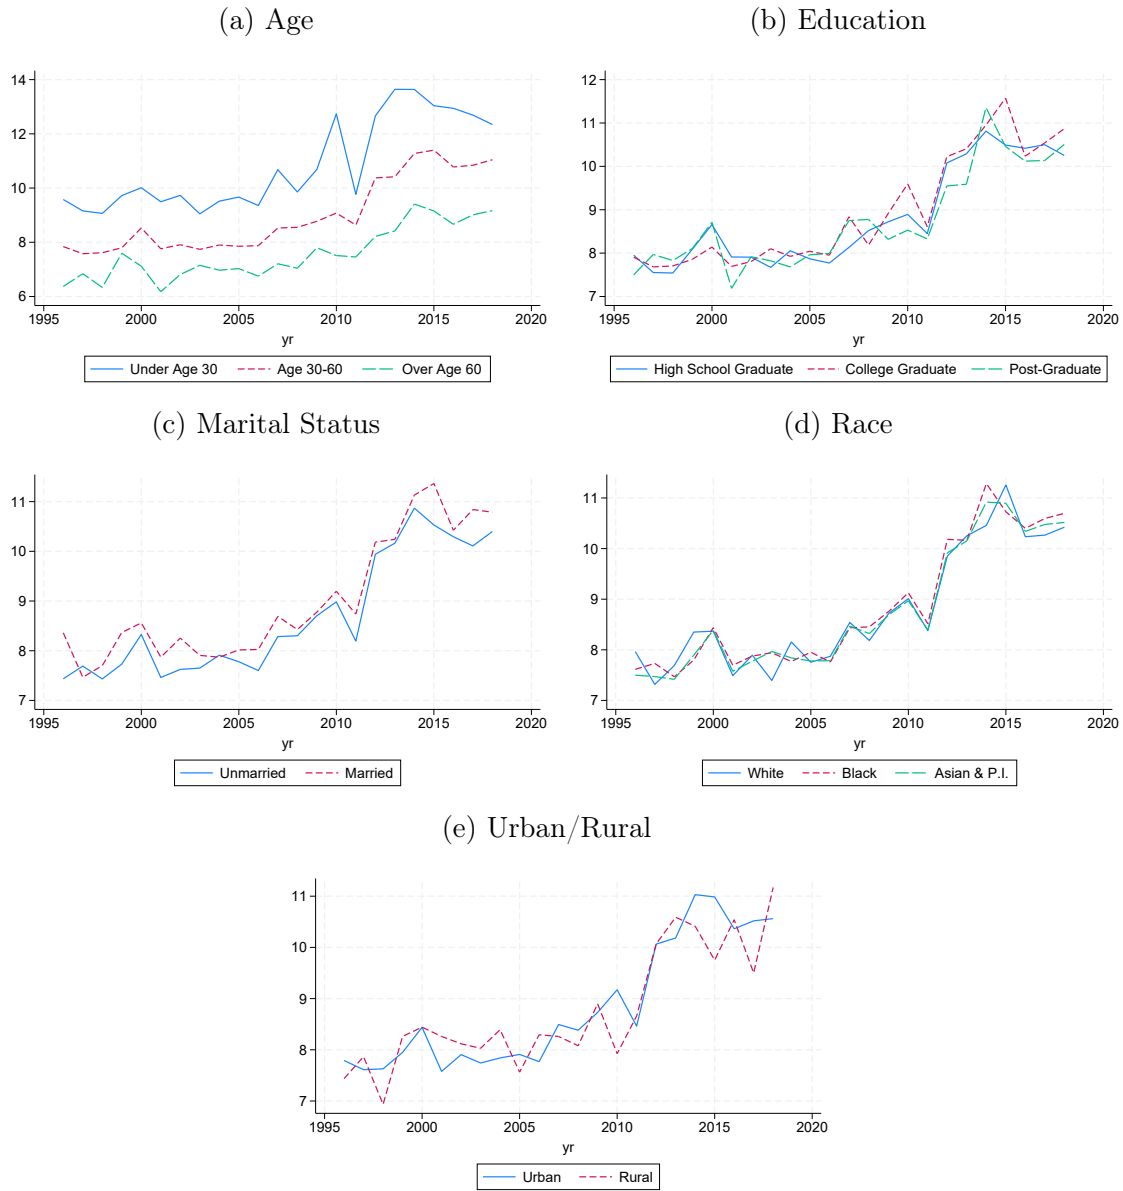 (a) Age
14
12
10
8
6
1995 2000 2005 2010 2015 2020
yr
Under Age 30 Age 30-60 Over Age 60
(b) Education
12
11
10
9
8
7
1995 2000 2005 2010 2015 2020
yr
High School Graduate College Graduate Post-Graduate
(c) Marital Status
11
10
9
8
7
1995 2000 2005 2010 2015 2020
yr
Unmarried Married
(d) Race
11
10
9
8
7
1995 2000 2005 2010 2015 2020
yr
White Black Asian & P.I.
(e) Urban/Rural
11
10
9
8
7
1995 2000 2005 2010 2015 2020
yr
Urban Rural